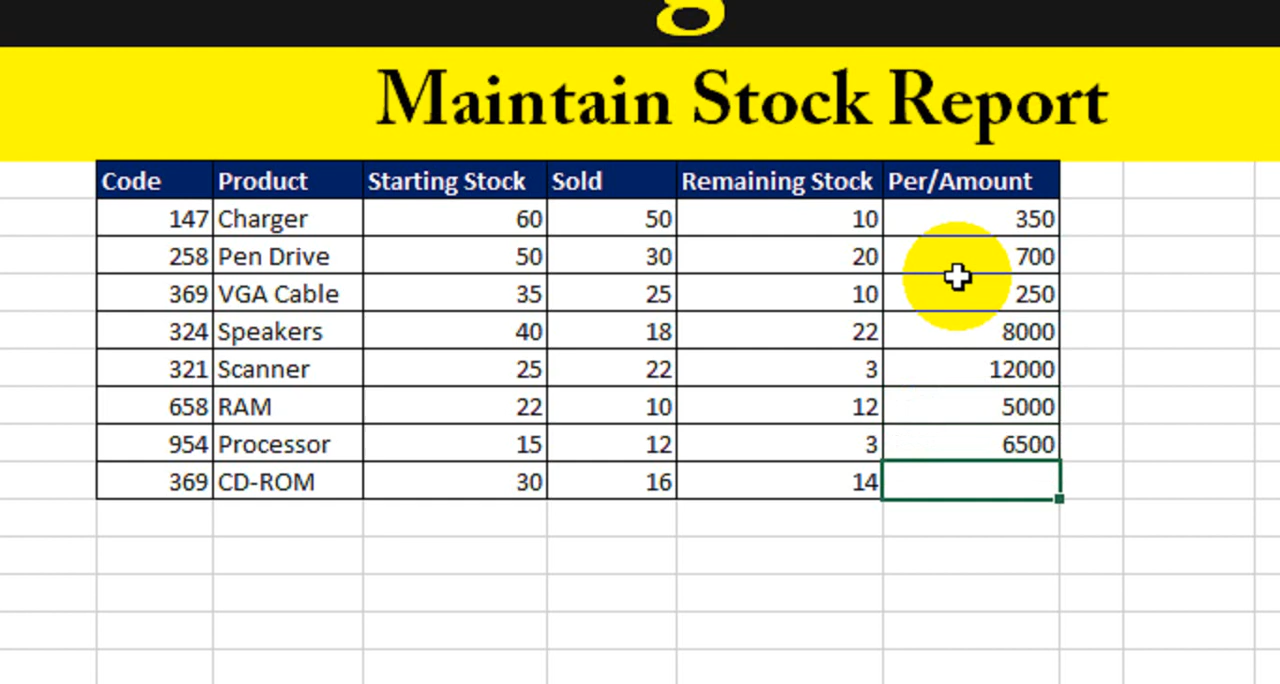 g
Maintain Stock Report
Code Product Starting Stock Sold Remaining Stock Per/Amount
147 Charger 60 50 10 350
258 Pen Drive 50 30 20 700
369 VGA Cable 35 25 10 250
324 Speakers 40 18 22 8000
321 Scanner 25 22 3 12000
658 RAM 22 10 12 5000
954 Processor 15 12 3 6500
369 CD-ROM 30 16 14